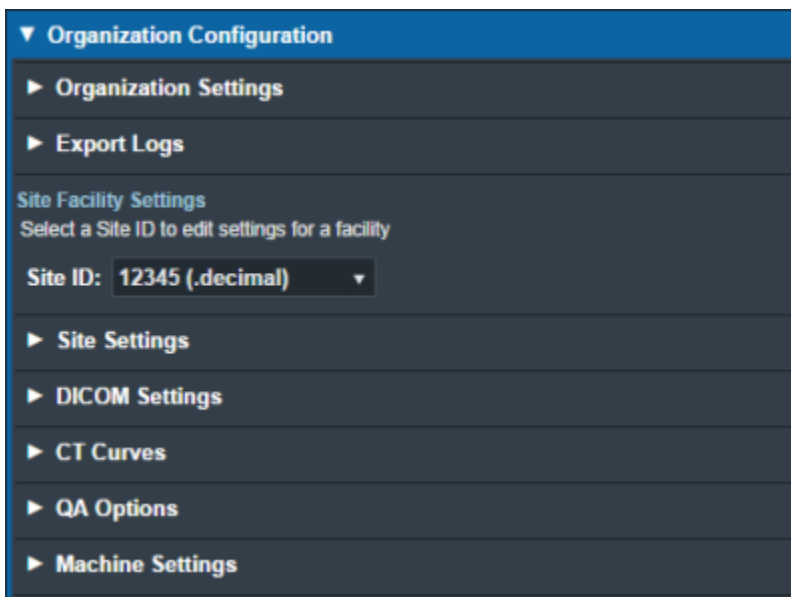 Organization Configuration
Organization Settings
Export Logs
Site Facility Settings
Select a Site ID to edit settings for a facility
Site ID: 12345 (.decimal)
Site Settings
DICOM Settings
CT Curves
QA Options
Machine Settings